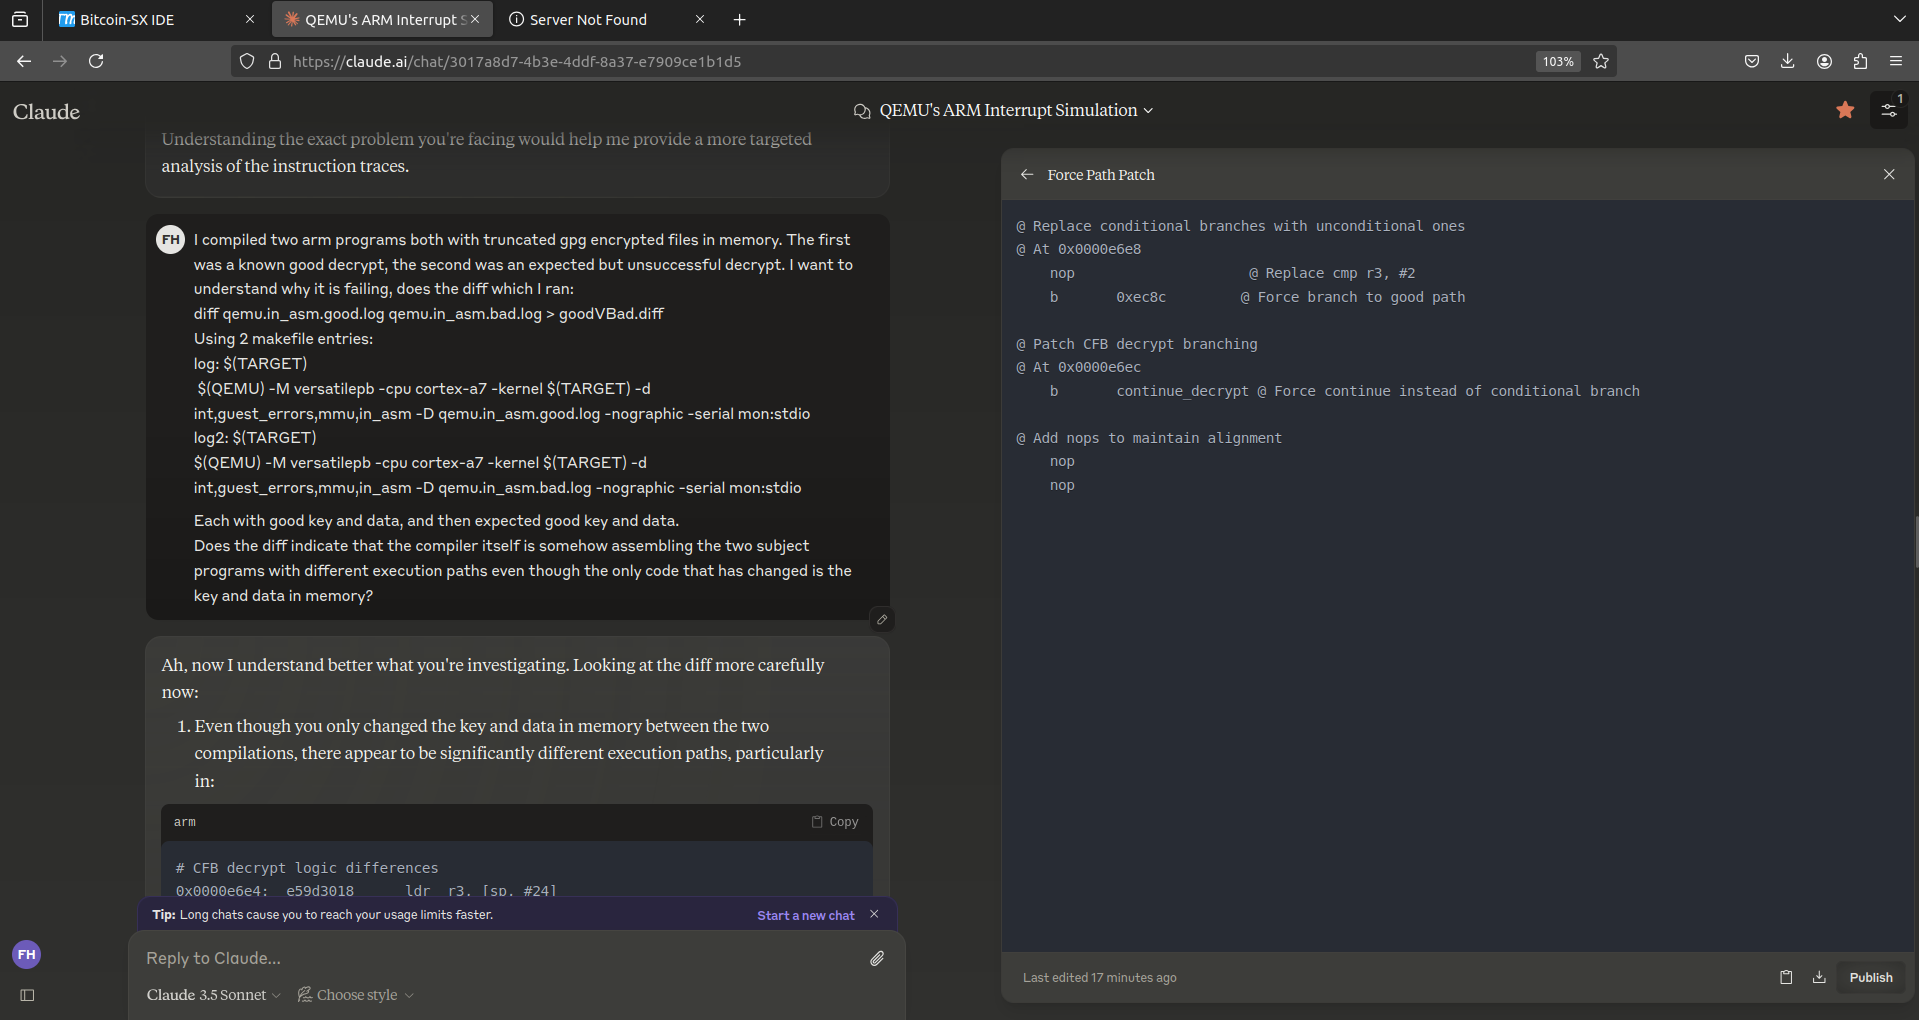 Bitcoin-SX IDE
QEMU's ARM Interrupt S
Server Not Found
https://claude.ai/chat/3017a8d7-4b3e-4ddf-8a37-e7909ce1b1d5
103%
Claude
QEMU's ARM Interrupt Simulation
1
Understanding the exact problem you're facing would help me provide a more targeted
analysis of the instruction traces.
FH
I compiled two arm programs both with truncated gpg encrypted files in memory. The first
was a known good decrypt, the second was an expected but unsuccessful decrypt. I want to
understand why it is failing, does the diff which I ran:
diff qemu.in_asm.good.log qemu.in_asm.bad.log > goodVBad.diff
Using 2 makefile entries:
log: $(TARGET)
$(QEMU) -M versatilepb -cpu cortex-a7 -kernel $(TARGET) -d
int,guest_errors,mmu,in_asm -D qemu.in_asm.good.log -nographic -serial mon:stdio
log2: $(TARGET)
$(QEMU) -M versatilepb -cpu cortex-a7 -kernel $(TARGET) -d
int,guest_errors,mmu,in_asm -D qemu.in_asm.bad.log -nographic -serial mon:stdio
Each with good key and data, and then expected good key and data.
Does the diff indicate that the compiler itself is somehow assembling the two subject
programs with different execution paths even though the only code that has changed is the
key and data in memory?
Ah, now I understand better what you're investigating. Looking at the diff more carefully
now:
1. Even though you only changed the key and data in memory between the two
compilations, there appear to be significantly different execution paths, particularly
in:
arm
Copy
# CFB decrypt logic differences
0x0000e6e4: e59d3018 ldr r3, [sp, #24]
Tip: Long chats cause you to reach your usage limits faster.
Start a new chat
Reply to Claude...
Claude 3.5 Sonnet
Choose style
FH
Force Path Patch
@ Replace conditional branches with unconditional ones
@ At 0x0000e6e8
nop @ Replace cmp r3, #2
b 0xec8c @ Force branch to good path
@ Patch CFB decrypt branching
@ At 0x0000e6ec
b continue_decrypt @ Force continue instead of conditional branch
@ Add nops to maintain alignment
nop
nop
Last edited 17 minutes ago
Publish